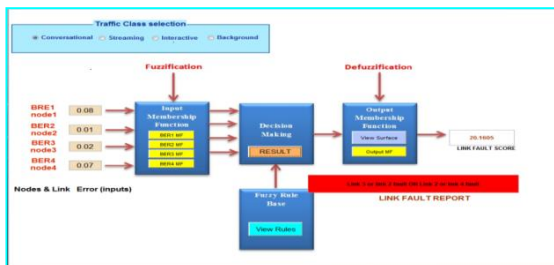 Traffic Class selection
Conversational Streaming Interactive Background
Fuzzification
Defuzzification
BRE1
node1
0.08
BER2
node2
0.01
BER3
node3
0.02
BER4
node4
0.07
Input
Membership
Function
BER1 MF
BER2 MF
BER3 MF
BER4 MF
Decision
Making
RESULT
Output
Membership
Function
View Surface
Output MF
LINK FAULT SCORE
Nodes & Link Error (inputs)
LINK FAULT REPORT
Fuzzy Rule
Base
View Rules